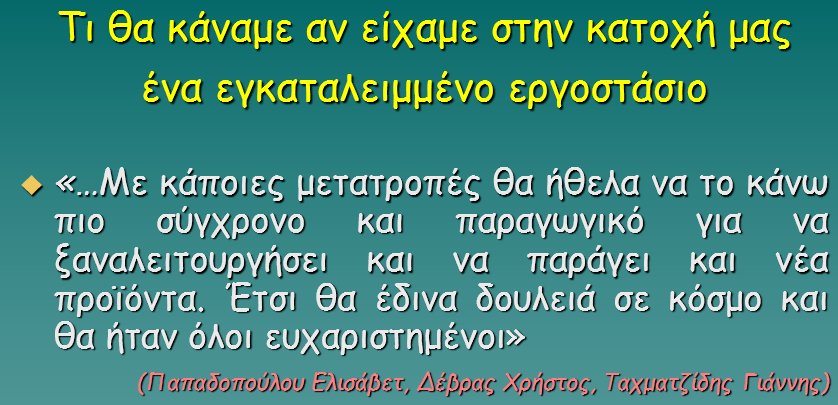 Τι θα κάναμε αν είχαμε στην κατοχή μας
ένα εγκαταλειμμένο εργοστάσιο
«...Με κάποιες μετατροπές θα ήθελα να το κάνω
πιο σύγχρονο και παραγωγικό για να
ξαναλειτουργήσει και να παράγει και νέα
προϊόντα. Έτσι θα έδινα δουλειά σε κόσμο και
θα ήταν όλοι ευχαριστημένοι»
(Παπαδοπούλου Ελισάβετ, Δέβρας Χρήστος, Ταχματζίδης Γιάννης)